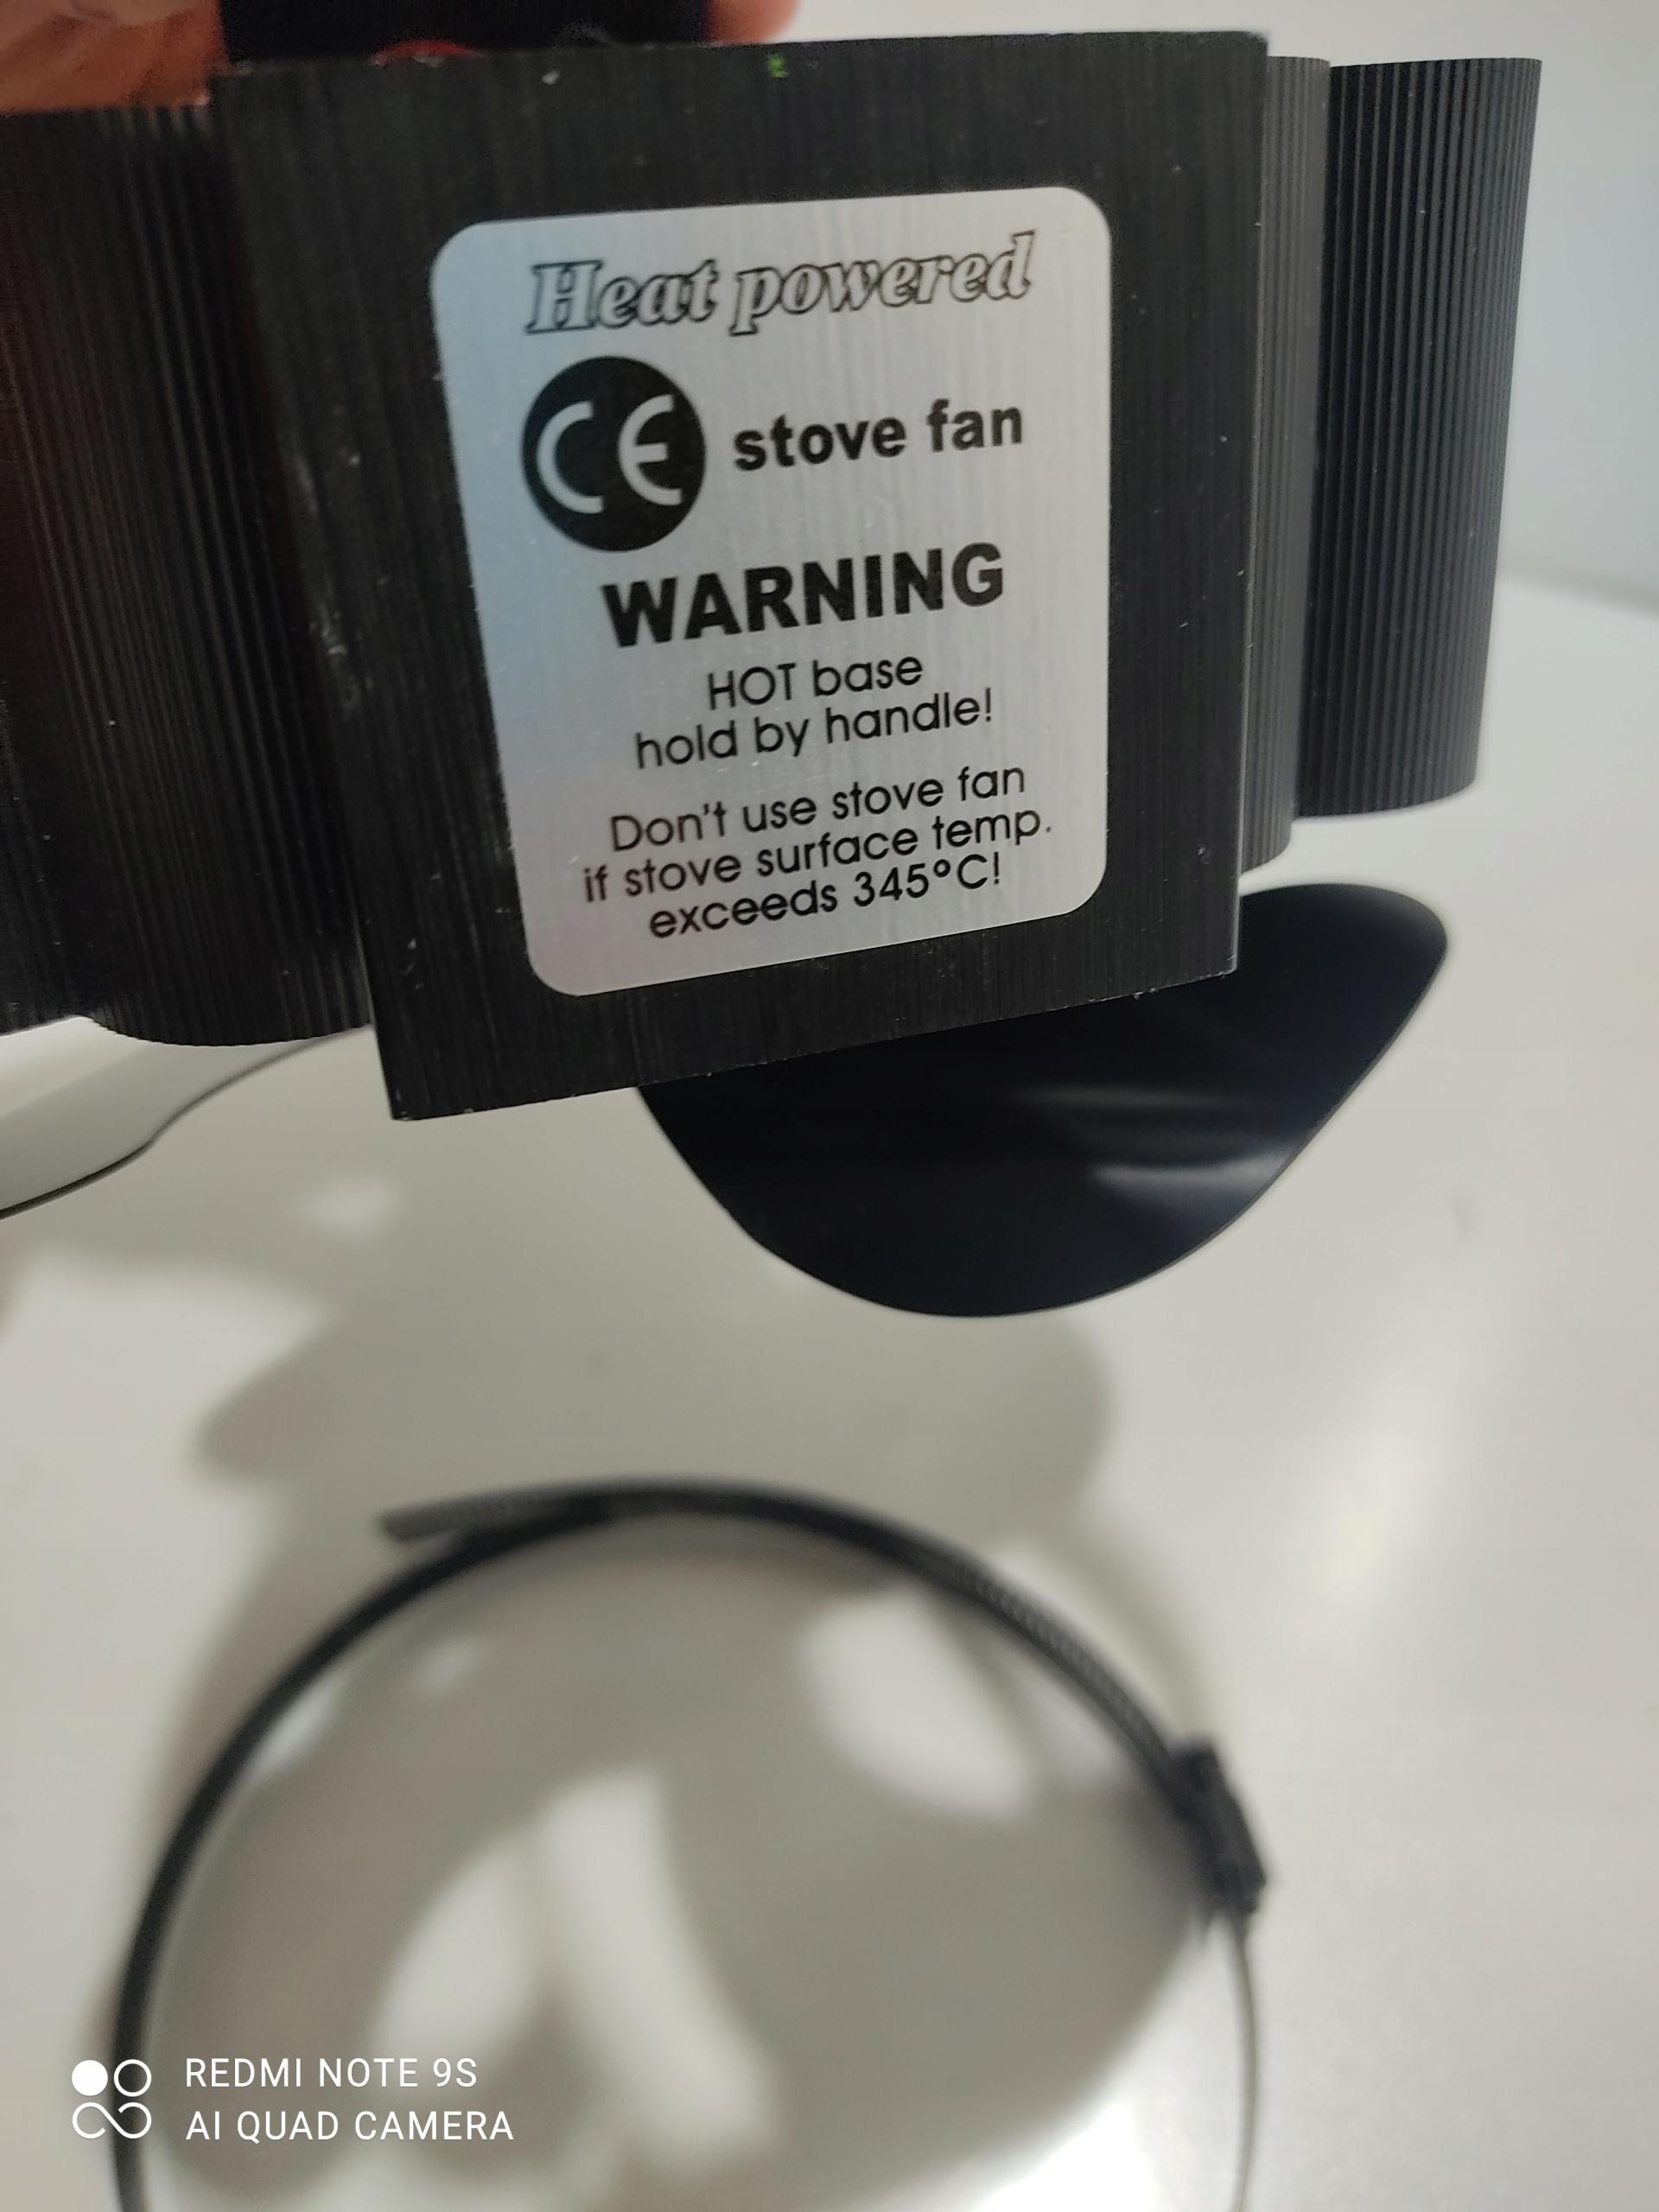 Heat powered
CE stove fan
WARNING
HOT base
hold by handle!
Don't use stove fan
if stove surface temp.
exceeds 345°C!
REDMI NOTE 9S
AI QUAD CAMERA